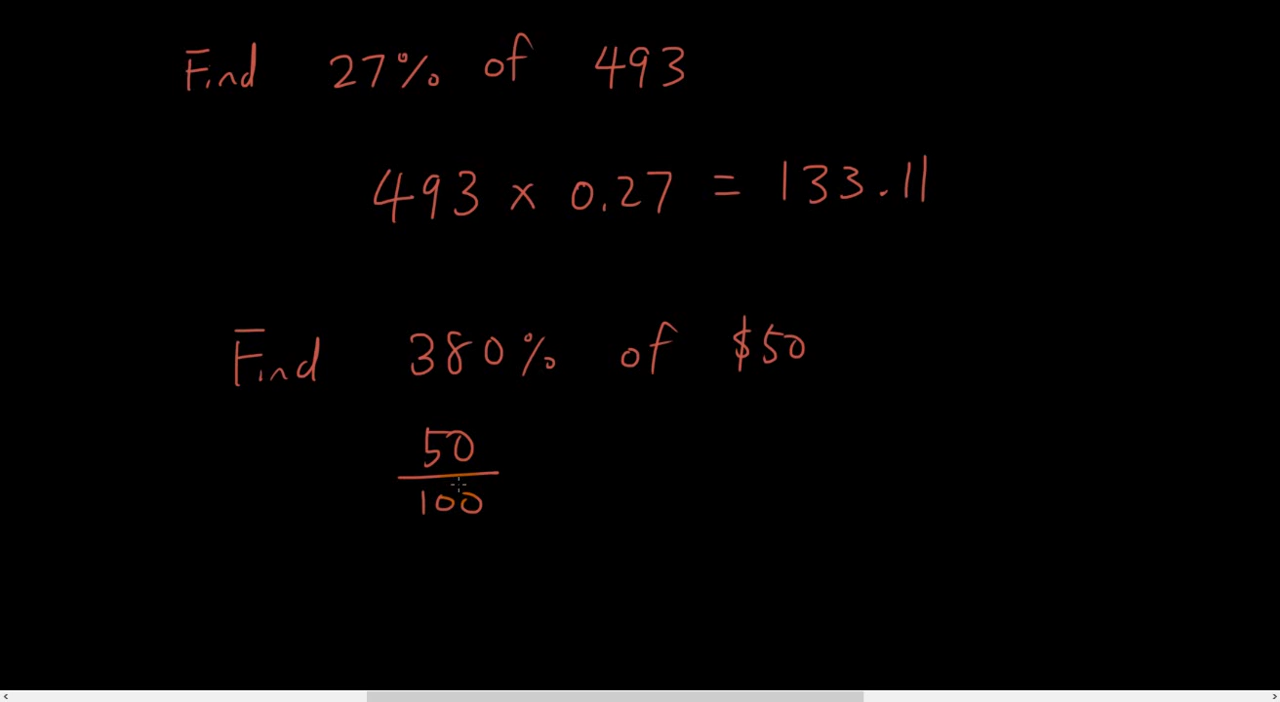 Find 27% of 493
493 x 0.27 = 133.11
Find 380% of $50
50
100